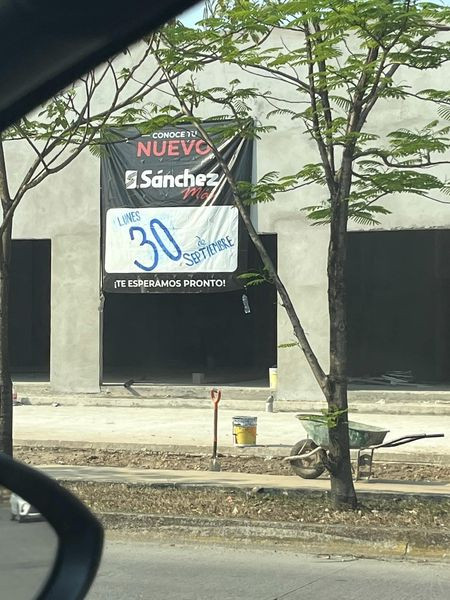 CONOCE TU
NUEVO
Sánchez
LUNES
30 de
SEPTIEMBRE
¡TE ESPERAMOS PRONTO!